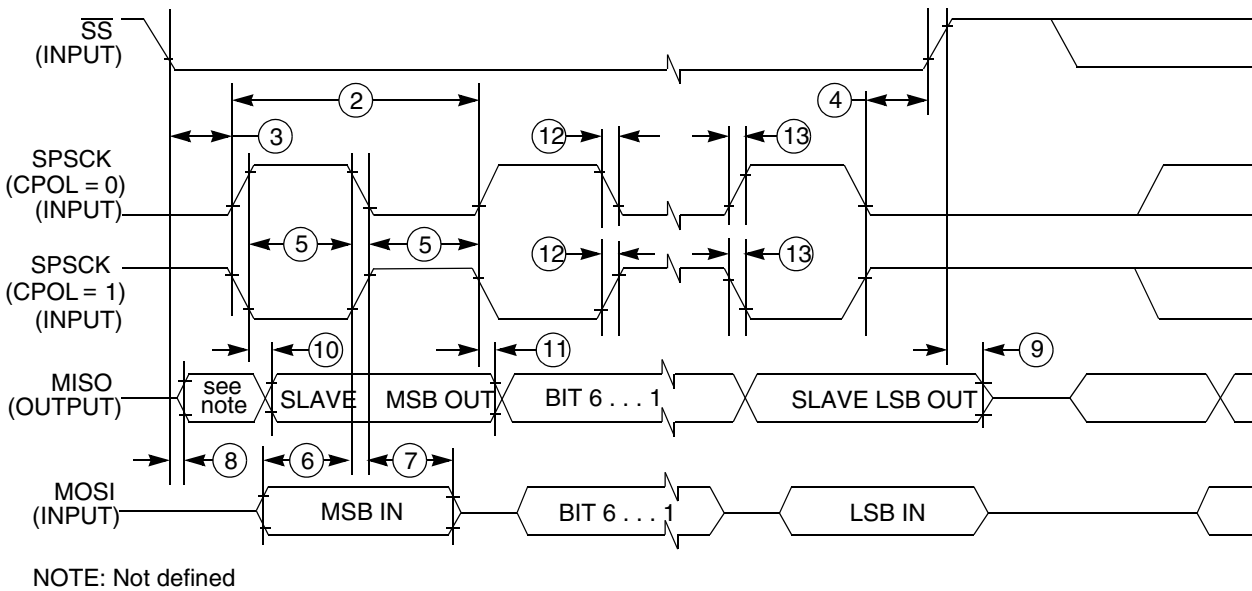 SS
(INPUT)
2
4
3
12
13
SPSCK
(CPOL = 0)
(INPUT)
5
5
12
13
SPSCK
(CPOL = 1)
(INPUT)
10
11
9
MISO
(OUTPUT)
see
note
SLAVE
MSB OUT
BIT 6 . . . 1
SLAVE LSB OUT
8
6
7
MOSI
(INPUT)
MSB IN
BIT 6 . . . 1
LSB IN
NOTE: Not defined